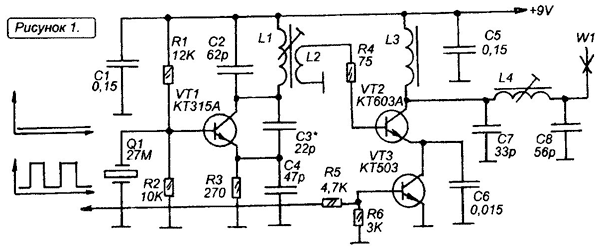 Рисунок 1.
+9V
R1
12K
C2
62p
L1
L2
R4
75
L3
C5
0,15
W1
C1
0,15
VT1
KT315A
VT2
KT603A
L4
Q1
27M
C3*
22p
VT3
KT503
C7
33p
C8
56p
R2
10K
R3
270
C4
47p
R5
4,7K
R6
3K
C6
0,015